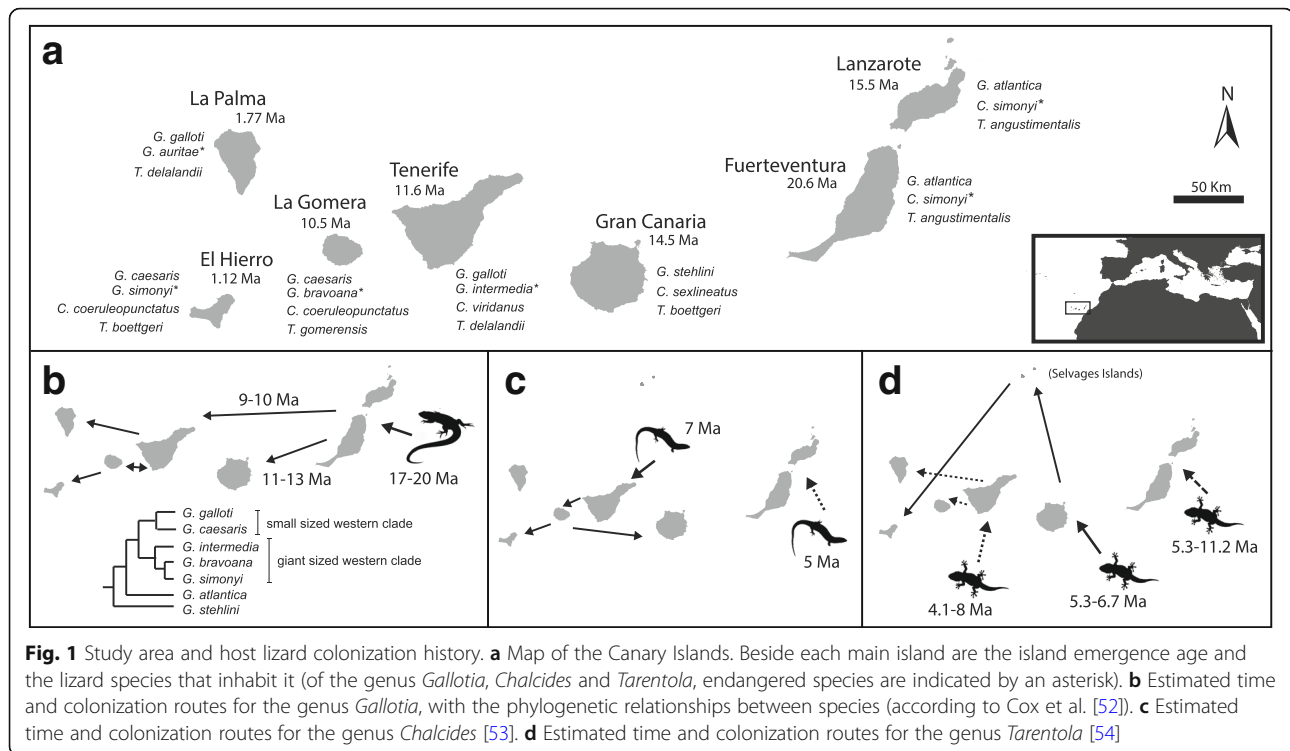 a
La Palma
1.77 Ma
G. galloti
G. auritae*
T. delalandii
El Hierro
1.12 Ma
G. caesaris
G. simonyi*
C. coeruleopunctatus
T. boettgeri
La Gomera
10.5 Ma
G. caesaris
G. bravoana*
C. coeruleopunctatus
T. gomerensis
Tenerife
11.6 Ma
G. galloti
G. intermedia*
C. viridanus
T. delalandii
Gran Canaria
14.5 Ma
G. stehlini
C. sexlineatus
T. boettgeri
Fuerteventura
20.6 Ma
G. atlantica
C. simonyi*
T. angustimentalis
Lanzarote
15.5 Ma
G. atlantica
C. simonyi*
T. angustimentalis
N
50 Km
b
9-10 Ma
11-13 Ma
17-20 Ma
G. galloti
G. caesaris
small sized western clade
G. intermedia
G. bravoana
G. simonyi
giant sized western clade
G. atlantica
G. stehlini
c
7 Ma
5 Ma
d
(Selvages Islands)
4.1-8 Ma
5.3-6.7 Ma
5.3-11.2 Ma
Fig. 1 Study area and host lizard colonization history. a Map of the Canary Islands. Beside each main island are the island emergence age and
the lizard species that inhabit it (of the genus Gallotia, Chalcides and Tarentola, endangered species are indicated by an asterisk). b Estimated time
and colonization routes for the genus Gallotia, with the phylogenetic relationships between species (according to Cox et al. [52]). c Estimated
time and colonization routes for the genus Chalcides [53]. d Estimated time and colonization routes for the genus Tarentola [54]